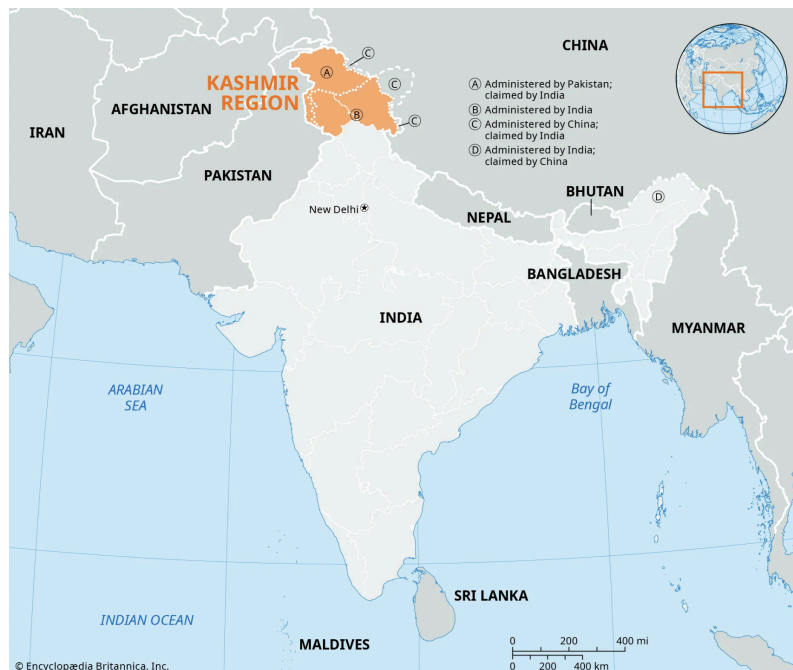 CHINA
Ⓒ
Ⓐ
KASHMIR
REGION
Ⓒ
Ⓑ
Ⓒ
AFGHANISTAN
IRAN
PAKISTAN
Ⓐ Administered by Pakistan;
claimed by India
Ⓑ Administered by India
Ⓒ Administered by China;
claimed by India
Ⓓ Administered by India;
claimed by China
New Delhi
NEPAL
BHUTAN
Ⓓ
BANGLADESH
INDIA
MYANMAR
ARABIAN
SEA
Bay of
Bengal
SRI LANKA
INDIAN OCEAN
MALDIVES
0 200 400 mi
0 200 400 km
© Encyclopædia Britannica, Inc.